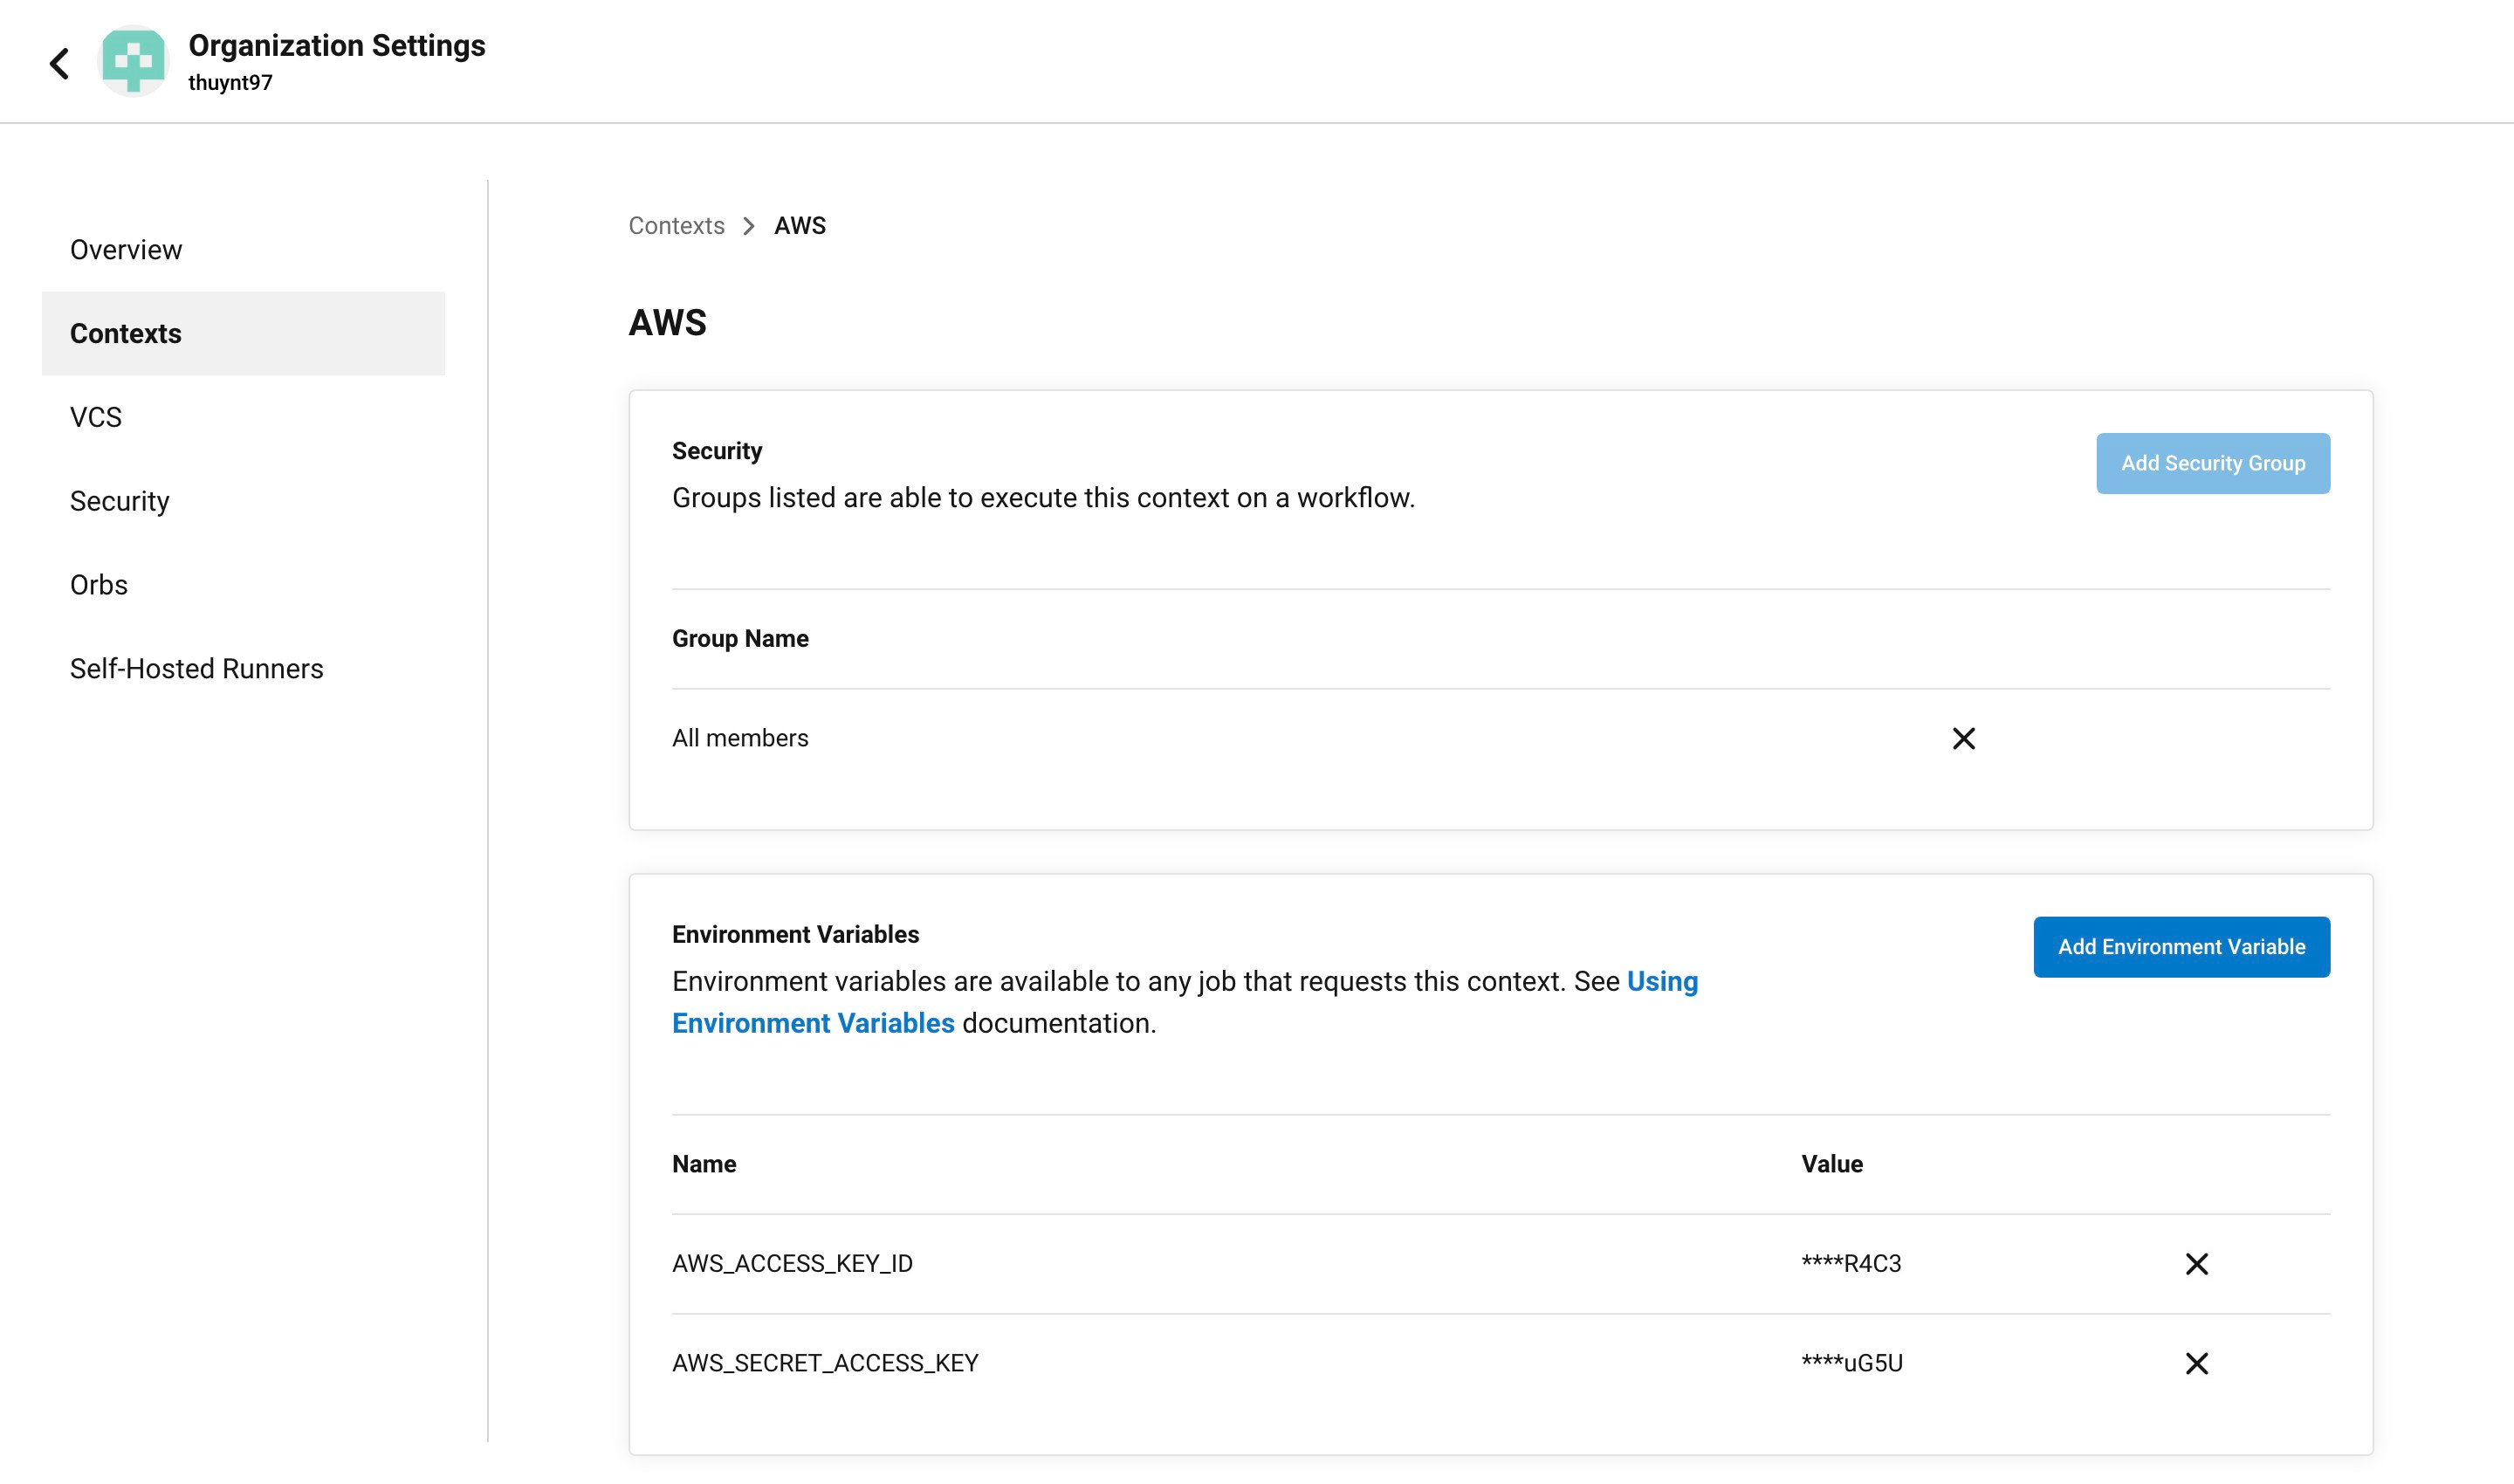 Organization Settings
thuynt97
Overview
Contexts
VCS
Security
Orbs
Self-Hosted Runners
Contexts > AWS
AWS
Security
Add Security Group
Groups listed are able to execute this context on a workflow.
Group Name
All members
Environment Variables
Add Environment Variable
Environment variables are available to any job that requests this context. See Using
Environment Variables documentation.
Name Value
AWS_ACCESS_KEY_ID ****R4C3
AWS_SECRET_ACCESS_KEY ****uG5U